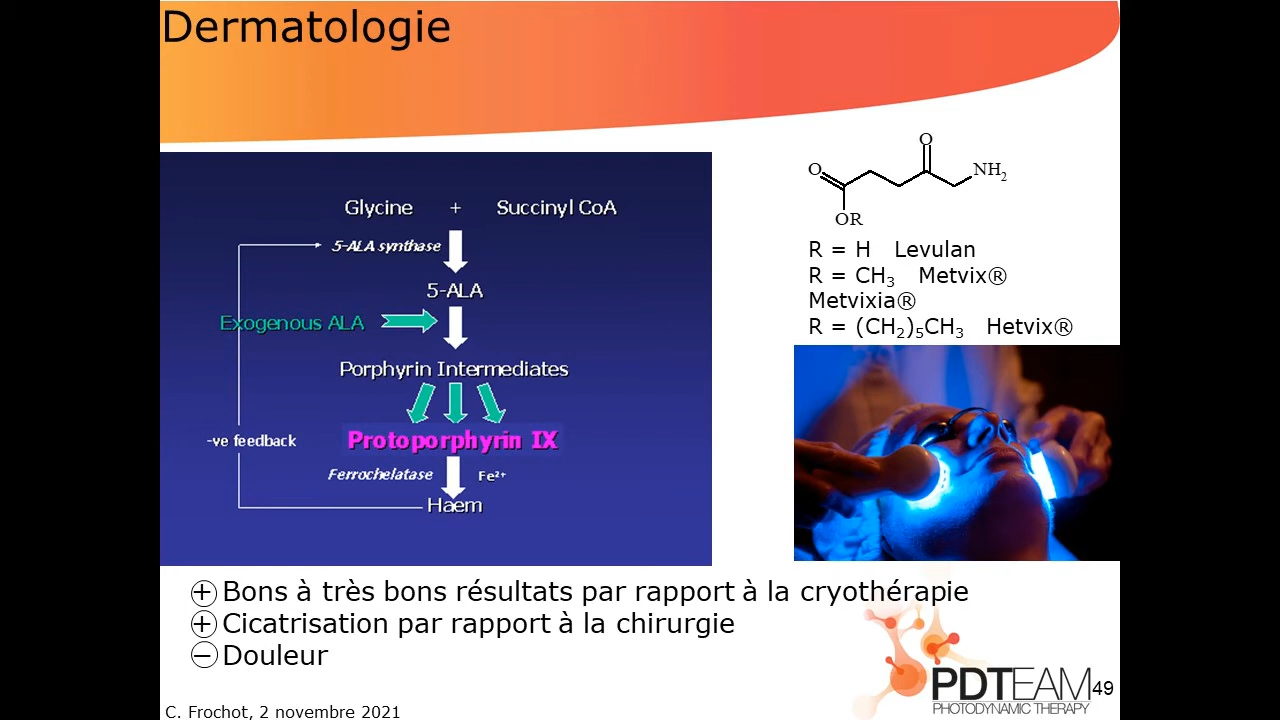 Dermatologie
Glycine + Succinyl CoA
5-ALA synthase
5-ALA
Exogenous ALA
Porphyrin Intermediates
-ve feedback
Protoporphyrin IX
Ferrochelatase Fe²⁺
Haem
O
O
NH₂
OR
R = H Levulan
R = CH₃ Metvix®
Metvixia®
R = (CH₂)₅CH₃ Hetvix®
+ Bons à très bons résultats par rapport à la cryothérapie
+ Cicatrisation par rapport à la chirurgie
− Douleur
PDTEAM
PHOTODYNAMIC THERAPY
49
C. Frochot, 2 novembre 2021